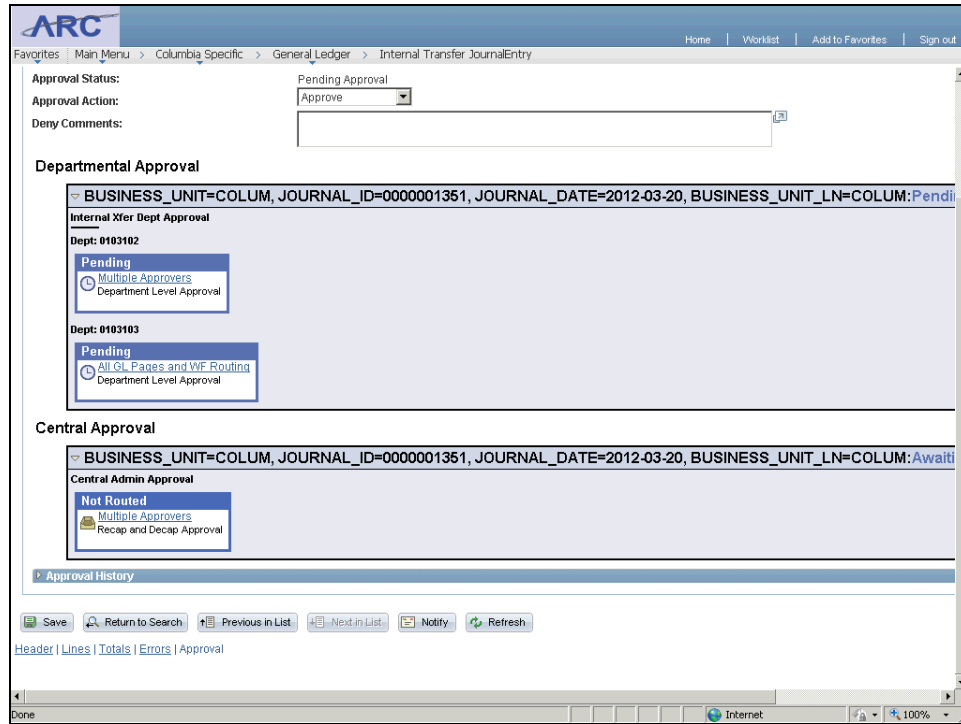 ARC
Home | Worklist | Add to Favorites | Sign out
Favorites Main Menu > Columbia Specific > General Ledger > Internal Transfer JournalEntry
Approval Status: Pending Approval
Approval Action: Approve
Deny Comments:
Departmental Approval
BUSINESS_UNIT=COLUM, JOURNAL_ID=0000001351, JOURNAL_DATE=2012-03-20, BUSINESS_UNIT_LN=COLUM:Pendi
Internal Xfer Dept Approval
Dept: 0103102
Pending
Multiple Approvers
Department Level Approval
Dept: 0103103
Pending
All GL Pages and WF Routing
Department Level Approval
Central Approval
BUSINESS_UNIT=COLUM, JOURNAL_ID=0000001351, JOURNAL_DATE=2012-03-20, BUSINESS_UNIT_LN=COLUM:Awaiti
Central Admin Approval
Not Routed
Multiple Approvers
Recap and Decap Approval
Approval History
Save Return to Search Previous in List Next in List Notify Refresh
Header | Lines | Totals | Errors | Approval
Done Internet 100%